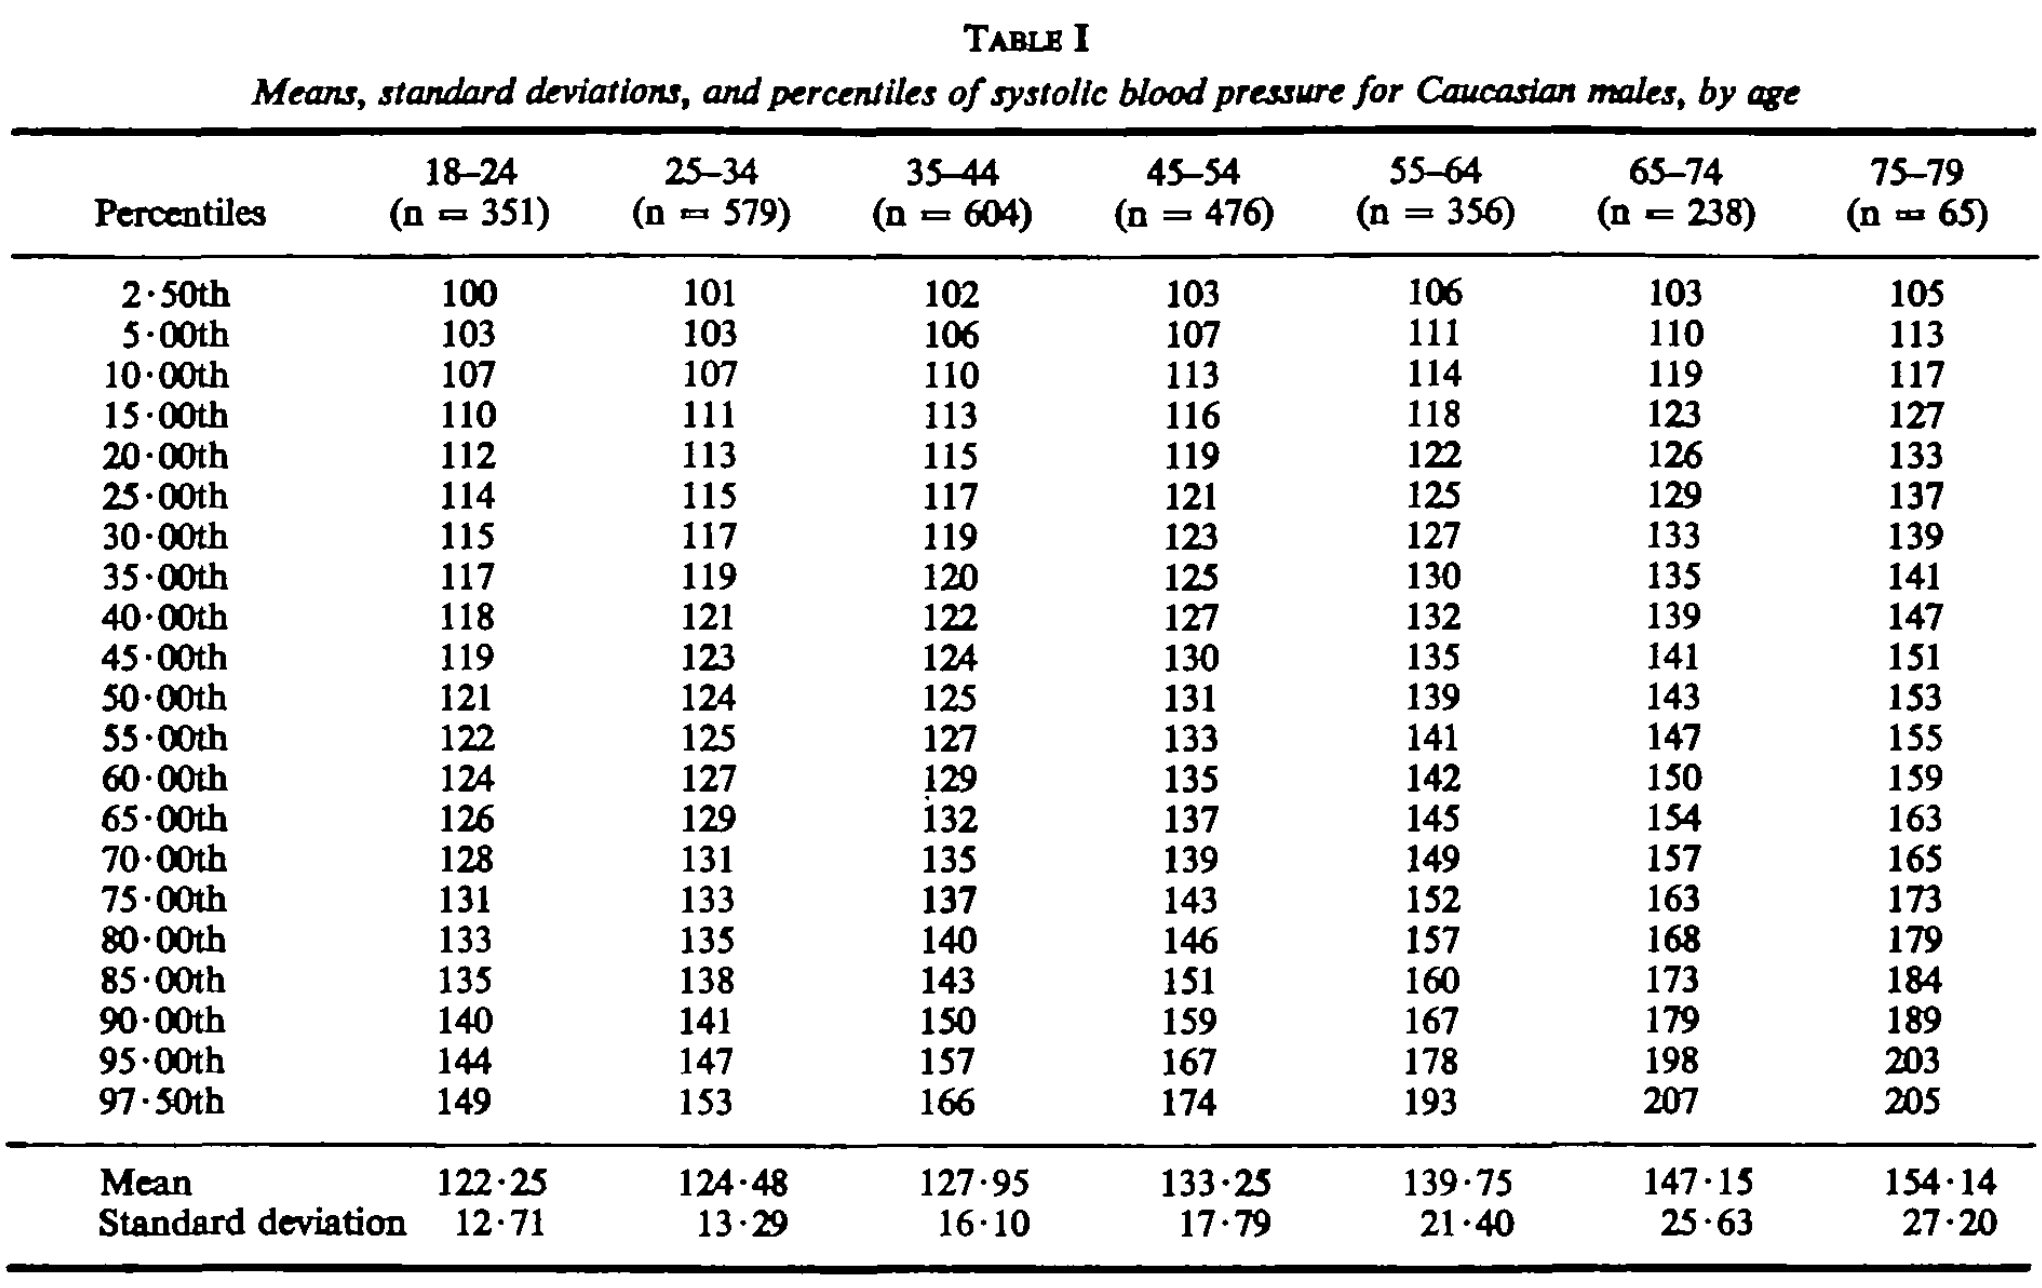 TABLE I
Means, standard deviations, and percentiles of systolic blood pressure for Caucasian males, by age
18–24 25–34 35–44 45–54 55–64 65–74 75–79
Percentiles (n = 351) (n = 579) (n = 604) (n = 476) (n = 356) (n = 238) (n = 65)
2·50th 100 101 102 103 106 103 105
5·00th 103 103 106 107 111 110 113
10·00th 107 107 110 113 114 119 117
15·00th 110 111 113 116 118 123 127
20·00th 112 113 115 119 122 126 133
25·00th 114 115 117 121 125 129 137
30·00th 115 117 119 123 127 133 139
35·00th 117 119 120 125 130 135 141
40·00th 118 121 122 127 132 139 147
45·00th 119 123 124 130 135 141 151
50·00th 121 124 125 131 139 143 153
55·00th 122 125 127 133 141 147 155
60·00th 124 127 129 135 142 150 159
65·00th 126 129 132 137 145 154 163
70·00th 128 131 135 139 149 157 165
75·00th 131 133 137 143 152 163 173
80·00th 133 135 140 146 157 168 179
85·00th 135 138 143 151 160 173 184
90·00th 140 141 150 159 167 179 189
95·00th 144 147 157 167 178 198 203
97·50th 149 153 166 174 193 207 205
Mean 122·25 124·48 127·95 133·25 139·75 147·15 154·14
Standard deviation 12·71 13·29 16·10 17·79 21·40 25·63 27·20